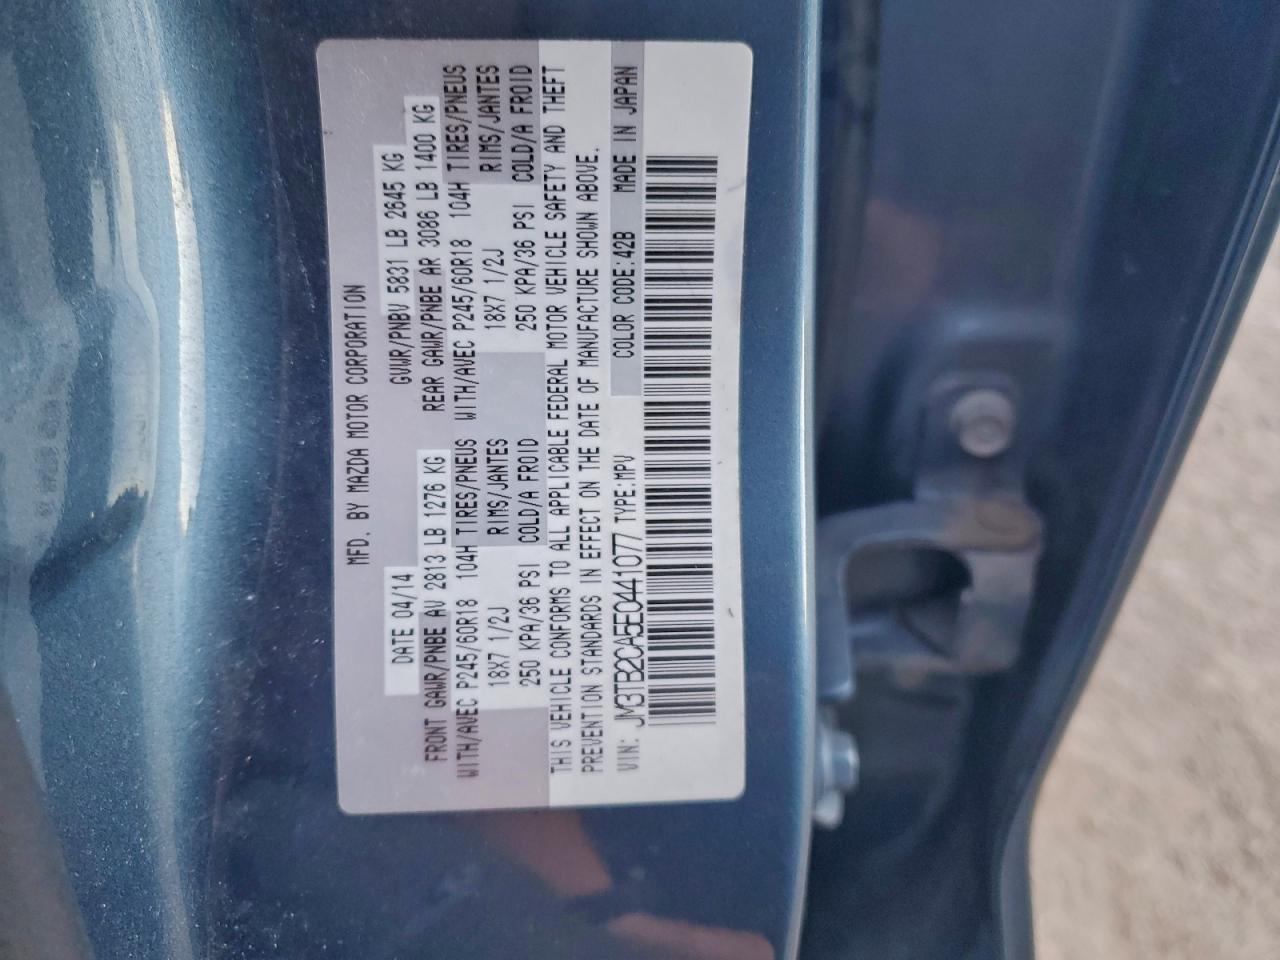 MFD. BY MAZDA MOTOR CORPORATION
DATE 04/14 GVWR/PNBV 5831 LB 2645 KG
FRONT GAWR/PNBE AV 2813 LB 1276 KG REAR GAWR/PNBE AR 3086 LB 1400 KG
WITH/AVEC P245/60R18 104H TIRES/PNEUS WITH/AVEC P245/60R18 104H TIRES/PNEUS
18X7 1/2J RIMS/JANTES 18X7 1/2J RIMS/JANTES
250 KPA/36 PSI COLD/A FROID 250 KPA/36 PSI COLD/A FROID
THIS VEHICLE CONFORMS TO ALL APPLICABLE FEDERAL MOTOR VEHICLE SAFETY AND THEFT
PREVENTION STANDARDS IN EFFECT ON THE DATE OF MANUFACTURE SHOWN ABOVE.
VIN: JM3TB2CA5E0441077 TYPE:MPV COLOR CODE:42B MADE IN JAPAN